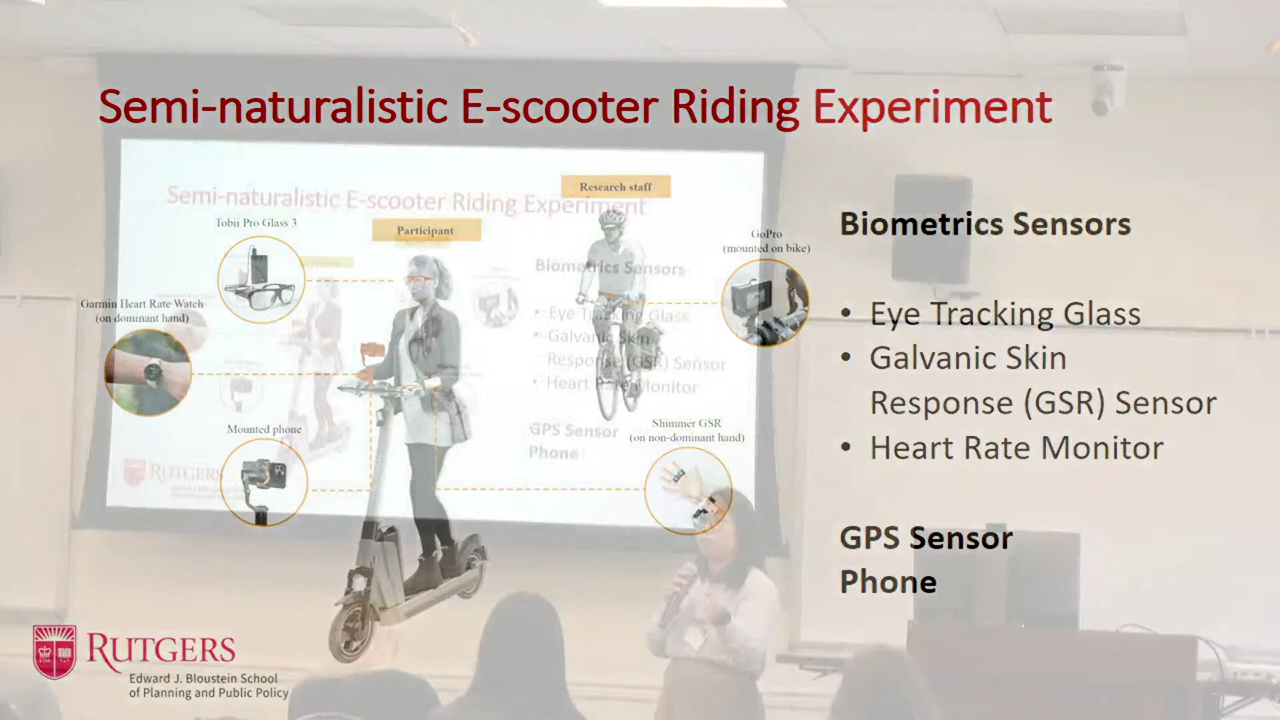 Semi-naturalistic E-scooter Riding Experiment
Semi-naturalistic E-scooter Riding Experiment
Research staff
Participant
Tobii Pro Glass 3
GoPro
(mounted on bike)
Garmin Heart Rate Watch
(on dominant hand)
Mounted phone
Shimmer GSR
(on non-dominant hand)
Biometrics Sensors
• Eye Tracking Glass
• Galvanic Skin
Response (GSR) Sensor
• Heart Rate Monitor
GPS Sensor
Phone
Biometrics Sensors
• Eye Tracking Glass
• Galvanic Skin
Response (GSR) Sensor
• Heart Rate Monitor
GPS Sensor
Phone
RUTGERS
RUTGERS
Edward J. Bloustein School
of Planning and Public Policy